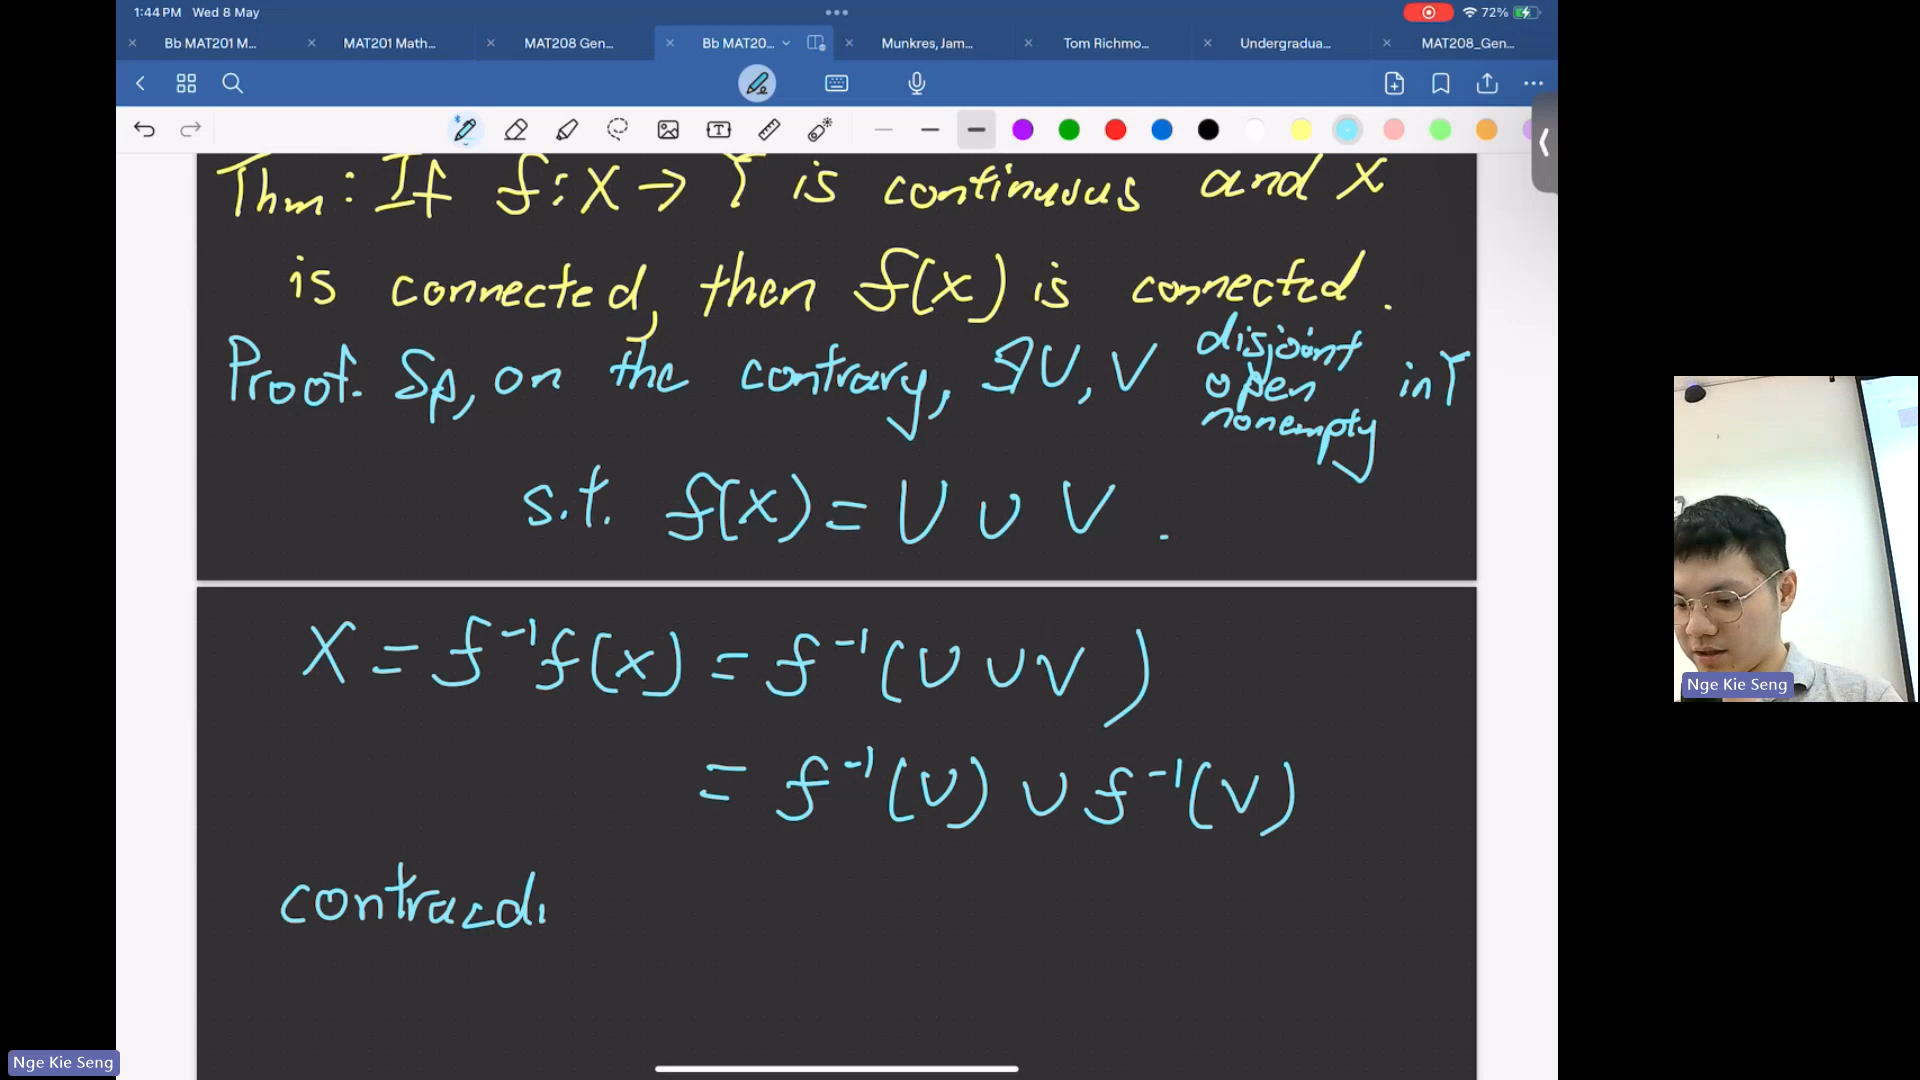 1:44 PM Wed 8 May
72%
Bb MAT201 M...
MAT201 Math...
MAT208 Gen...
Bb MAT20...
Munkres, Jam...
Tom Richmo...
Undergradua...
MAT208_Gen...
Thm: If f: X → Y is continuous and X
is connected, then f(X) is connected.
Proof. Sp, on the contrary, ∃ U, V disjoint open nonempty in Y
s.t. f(X) = U ∪ V.
X = f⁻¹f(X) = f⁻¹(U ∪ V)
= f⁻¹(U) ∪ f⁻¹(V)
contracdi
Nge Kie Seng
Nge Kie Seng